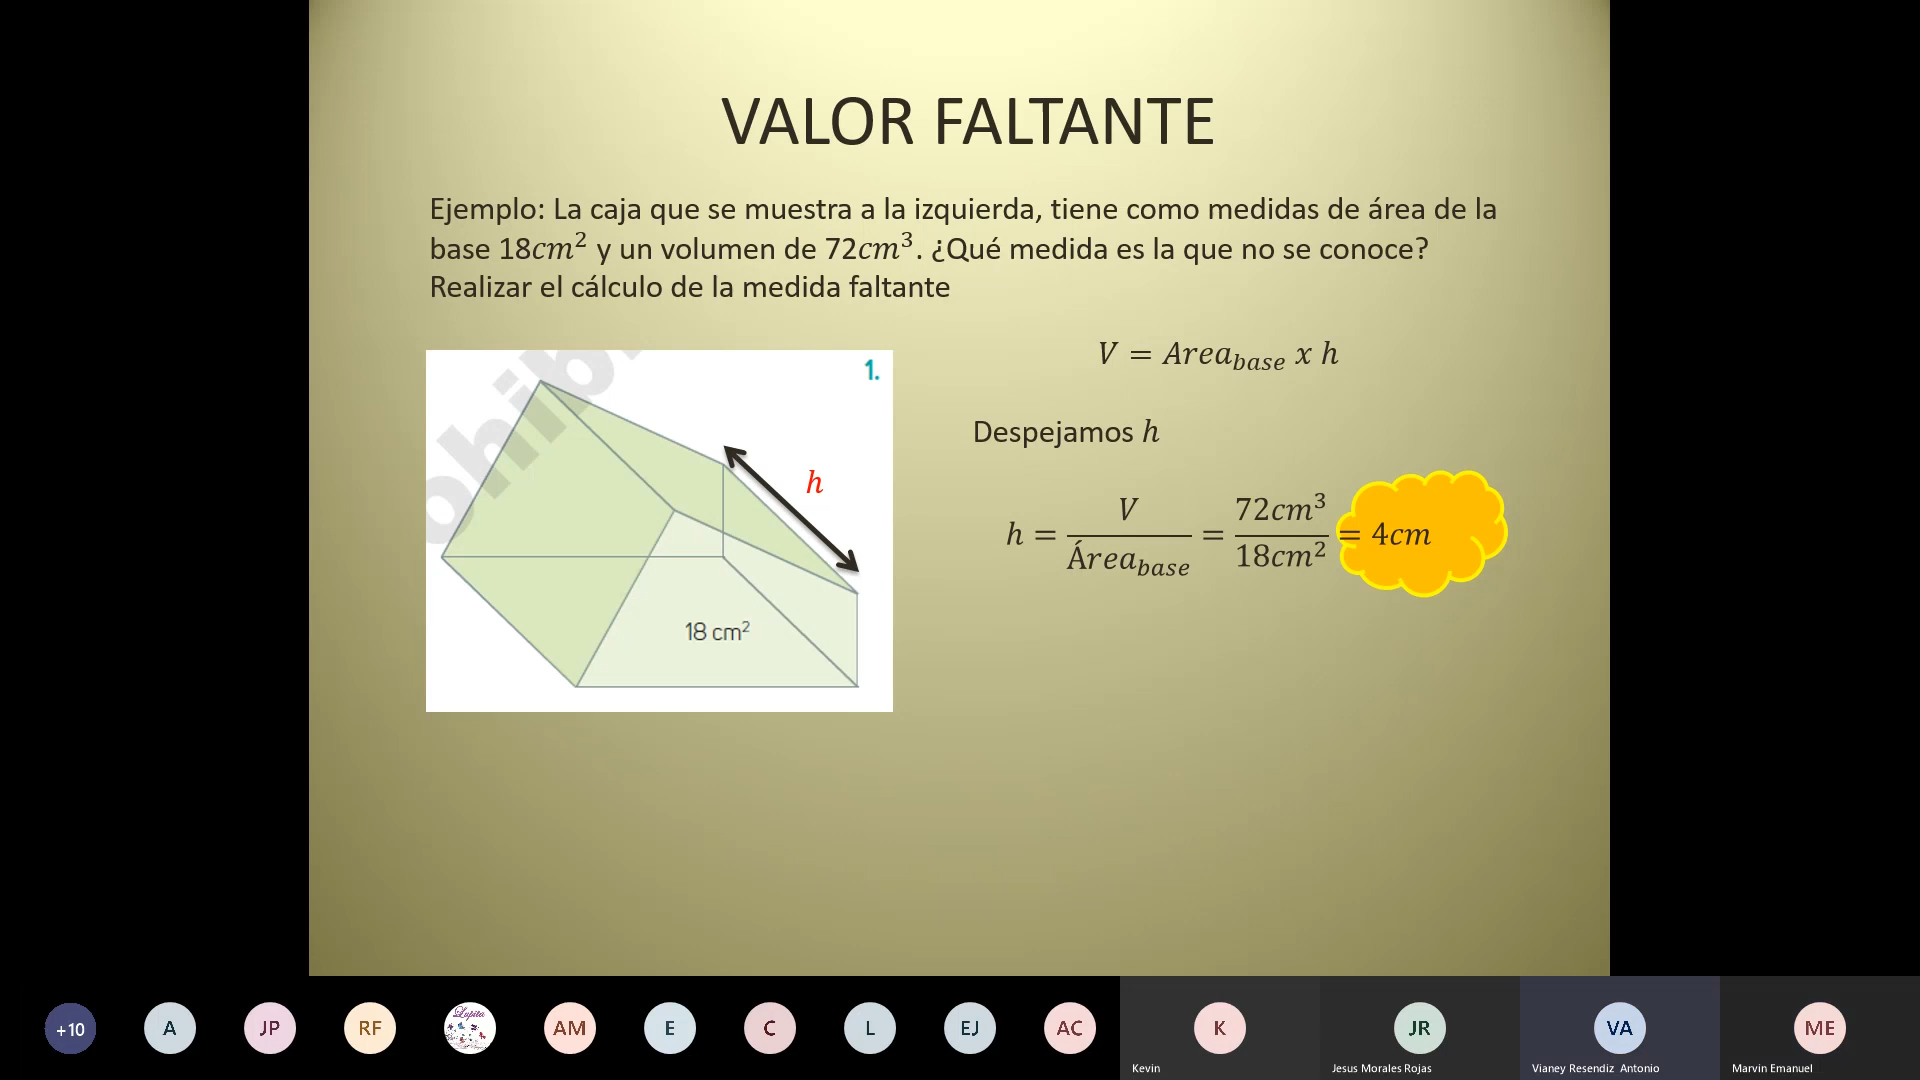 VALOR FALTANTE
Ejemplo: La caja que se muestra a la izquierda, tiene como medidas de área de la
base 18cm² y un volumen de 72cm³. ¿Qué medida es la que no se conoce?
Realizar el cálculo de la medida faltante
1.
h
18 cm²
V = Area_base x h
Despejamos h
h = V / Área_base = 72cm³ / 18cm² = 4cm
+10
A
JP
RF
Lupita
AM
E
C
L
EJ
AC
K
JR
VA
ME
Kevin
Jesus Morales Rojas
Vianey Resendiz Antonio
Marvin Emanuel